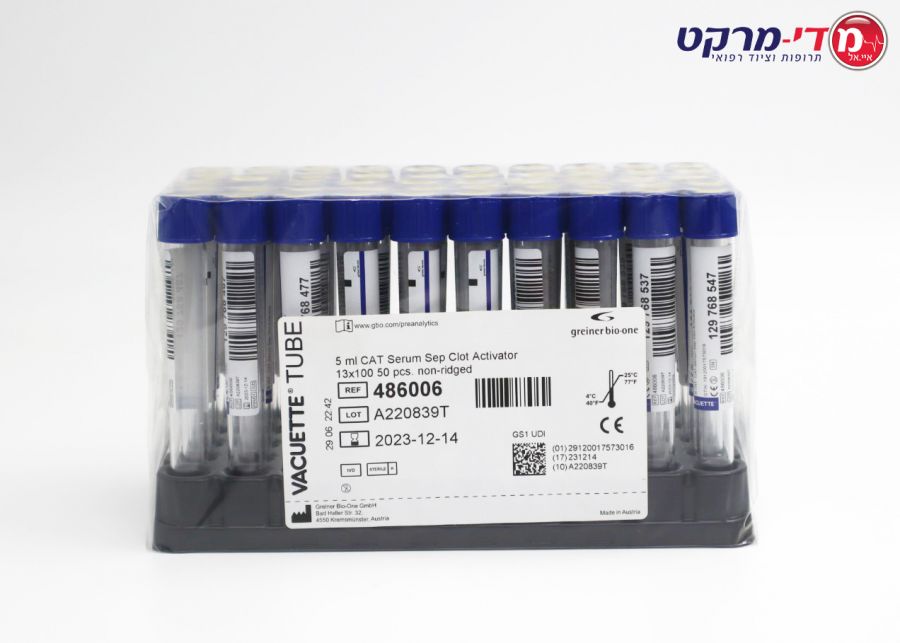 די-מרקט
תרופות וציוד רפואי
איי.אל
VACUETTE® TUBE
29 06 22:42
www.gbo.com/preanalytics
greiner bio-one
5 ml CAT Serum Sep Clot Activator
13x100 50 pcs. non-ridged
REF 486006
LOT A220839T
2023-12-14
4°C
40°F
25°C
77°F
CE
GS1 UDI
(01)29120017573016
(17)231214
(10)A220839T
IVD
STERILE R
Greiner Bio-One GmbH
Bad Haller Str. 32,
4550 Kremsmünster, Austria
Made in Austria
129 768 477
129 768 537
129 768 547
VACUETTE